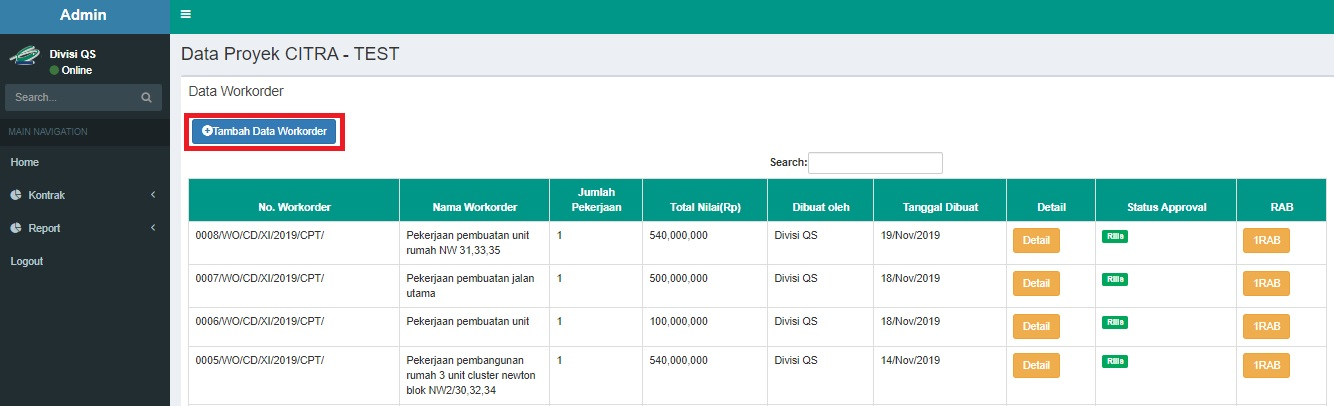 Admin
Divisi QS
Online
Search...
MAIN NAVIGATION
Home
Kontrak
Report
Logout
Data Proyek CITRA - TEST
Data Workorder
Tambah Data Workorder
Search:
No. Workorder Nama Workorder Jumlah Pekerjaan Total Nilai(Rp) Dibuat oleh Tanggal Dibuat Detail Status Approval RAB
0008/WO/CD/XI/2019/CPT/ Pekerjaan pembuatan unit 1 540,000,000 Divisi QS 19/Nov/2019 Detail Rilis 1RAB
rumah NW 31,33,35
0007/WO/CD/XI/2019/CPT/ Pekerjaan pembuatan jalan 1 500,000,000 Divisi QS 18/Nov/2019 Detail Rilis 1RAB
utama
0006/WO/CD/XI/2019/CPT/ Pekerjaan pembuatan unit 1 100,000,000 Divisi QS 18/Nov/2019 Detail Rilis 1RAB
0005/WO/CD/XI/2019/CPT/ Pekerjaan pembangunan 1 540,000,000 Divisi QS 14/Nov/2019 Detail Rilis 1RAB
rumah 3 unit cluster newton
blok NW2/30,32,34